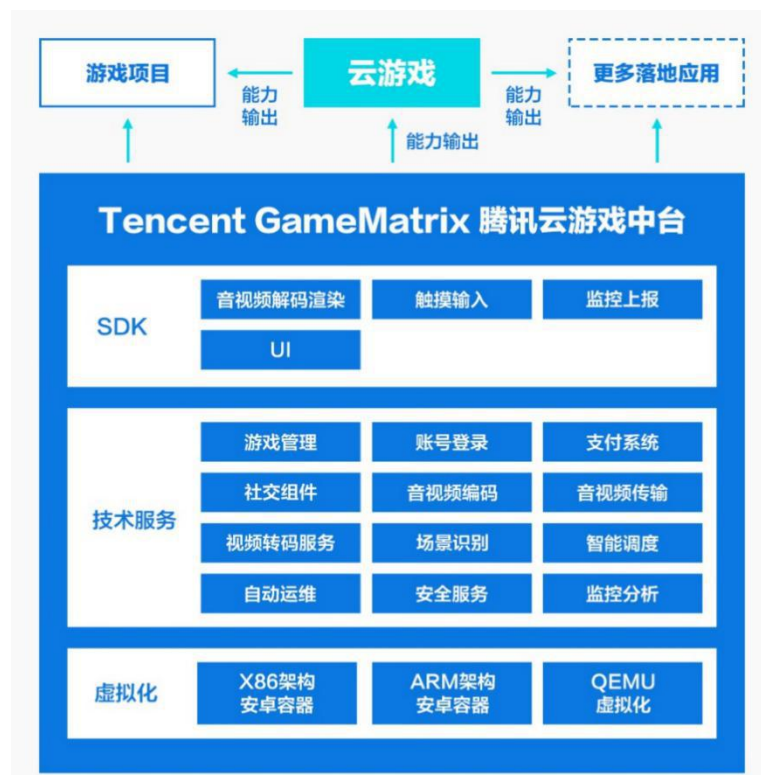 游戏项目
云游戏
更多落地应用
能力
输出
能力
输出
能力输出
Tencent GameMatrix 腾讯云游戏中台
SDK
音视频解码渲染
触摸输入
监控上报
UI
技术服务
游戏管理
账号登录
支付系统
社交组件
音视频编码
音视频传输
视频转码服务
场景识别
智能调度
自动运维
安全服务
监控分析
虚拟化
X86架构
安卓容器
ARM架构
安卓容器
QEMU
虚拟化